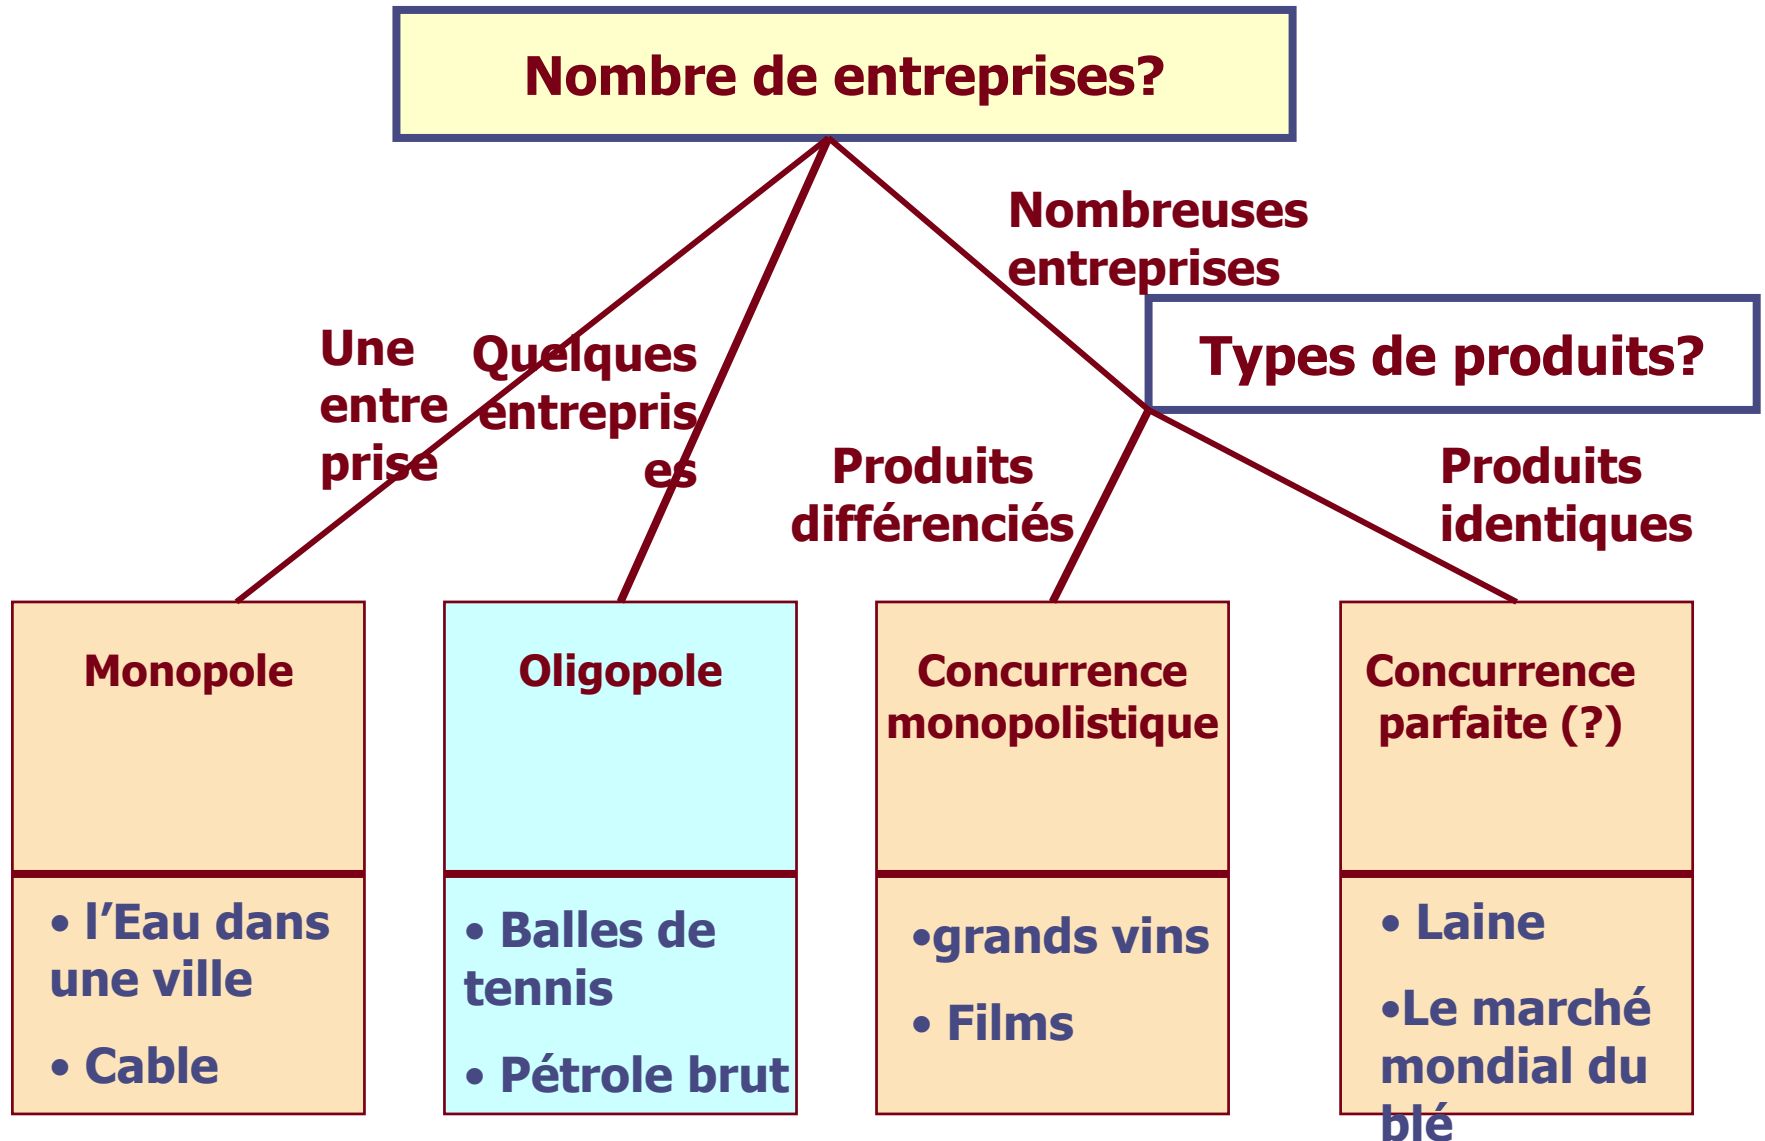 Nombre de entreprises?
Nombreuses
entreprises
Une
entre
prise
Quelques
entrepris
es
Types de produits?
Produits
différenciés
Produits
identiques
Monopole
Oligopole
Concurrence
monopolistique
Concurrence
parfaite (?)
• l’Eau dans
une ville
• Cable
• Balles de
tennis
• Pétrole brut
•grands vins
• Films
• Laine
•Le marché
mondial du
blé